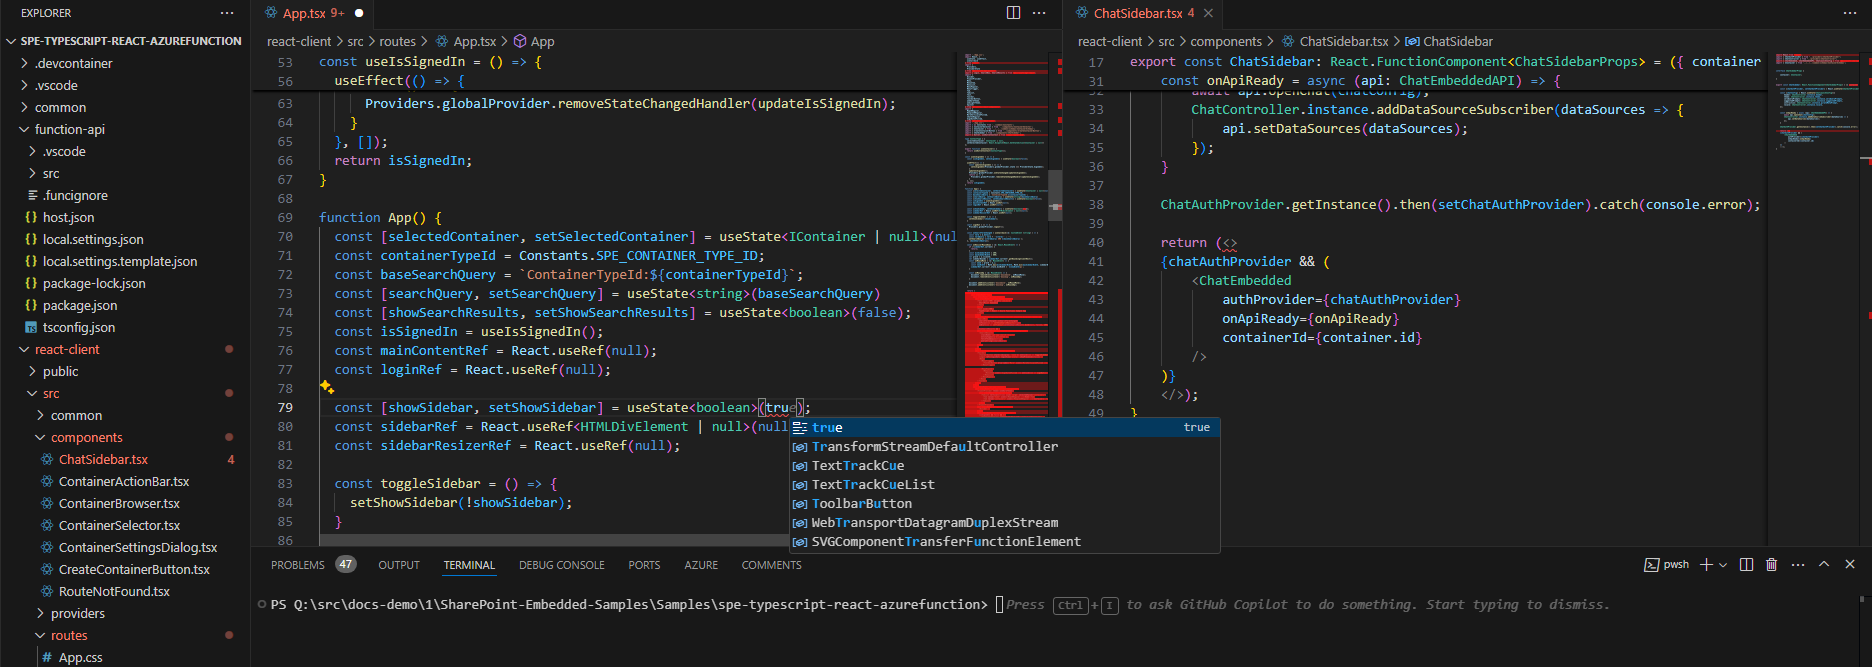 EXPLORER
SPE-TYPESCRIPT-REACT-AZUREFUNCTION
.devcontainer
.vscode
common
function-api
.vscode
src
.funcignore
host.json
local.settings.json
local.settings.template.json
package-lock.json
package.json
tsconfig.json
react-client
public
src
common
components
ChatSidebar.tsx 4
ContainerActionBar.tsx
ContainerBrowser.tsx
ContainerSelector.tsx
ContainerSettingsDialog.tsx
CreateContainerButton.tsx
RouteNotFound.tsx
providers
routes
# App.css
App.tsx 9+
react-client > src > routes > App.tsx > App
53 const useIsSignedIn = () => {
56 useEffect(() => {
63 Providers.globalProvider.removeStateChangedHandler(updateIsSignedIn);
64 }
65 }, []);
66 return isSignedIn;
67 }
68
69 function App() {
70 const [selectedContainer, setSelectedContainer] = useState<IContainer | null>(nul
71 const containerTypeId = Constants.SPE_CONTAINER_TYPE_ID;
72 const baseSearchQuery = `ContainerTypeId:${containerTypeId}`;
73 const [searchQuery, setSearchQuery] = useState<string>(baseSearchQuery)
74 const [showSearchResults, setShowSearchResults] = useState<boolean>(false);
75 const isSignedIn = useIsSignedIn();
76 const mainContentRef = React.useRef(null);
77 const loginRef = React.useRef(null);
78
79 const [showSidebar, setShowSidebar] = useState<boolean>(true);
80 const sidebarRef = React.useRef<HTMLDivElement | null>(null
81 const sidebarResizerRef = React.useRef(null);
82
83 const toggleSidebar = () => {
84 setShowSidebar(!showSidebar);
85 }
86
true true
TransformStreamDefaultController
TextTrackCue
TextTrackCueList
ToolbarButton
WebTransportDatagramDuplexStream
SVGComponentTransferFunctionElement
ChatSidebar.tsx 4
react-client > src > components > ChatSidebar.tsx > ChatSidebar
17 export const ChatSidebar: React.FunctionComponent<ChatSidebarProps> = ({ container
31 const onApiReady = async (api: ChatEmbeddedAPI) => {
32 await api.openChat(chatConfig);
33 ChatController.instance.addDataSourceSubscriber(dataSources => {
34 api.setDataSources(dataSources);
35 });
36 }
37
38 ChatAuthProvider.getInstance().then(setChatAuthProvider).catch(console.error);
39
40 return (<>
41 {chatAuthProvider && (
42 <ChatEmbedded
43 authProvider={chatAuthProvider}
44 onApiReady={onApiReady}
45 containerId={container.id}
46 />
47 )}
48 </>);
49 }
PROBLEMS 47 OUTPUT TERMINAL DEBUG CONSOLE PORTS AZURE COMMENTS
pwsh
PS Q:\src\docs-demo\1\SharePoint-Embedded-Samples\Samples\spe-typescript-react-azurefunction> Press Ctrl+I to ask GitHub Copilot to do something. Start typing to dismiss.